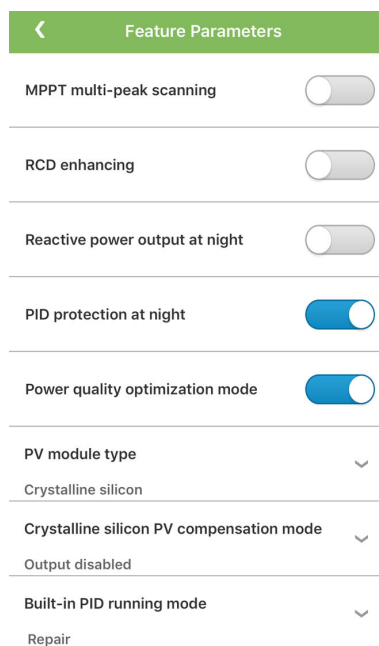 Feature Parameters
MPPT multi-peak scanning
RCD enhancing
Reactive power output at night
PID protection at night
Power quality optimization mode
PV module type
Crystalline silicon
Crystalline silicon PV compensation mode
Output disabled
Built-in PID running mode
Repair